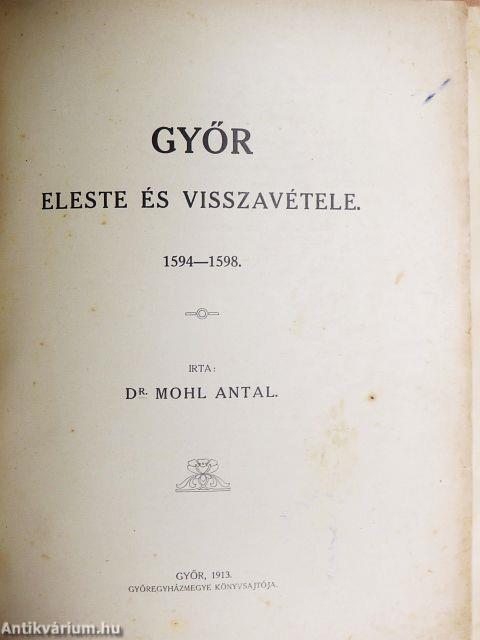 GYŐR
ELESTE ÉS VISSZAVÉTELE.
1594—1598.
IRTA:
DR. MOHL ANTAL.
GYŐR, 1913.
GYŐREGYHÁZMEGYE KÖNYVSAJTÓJA.
Antikvárium.hu